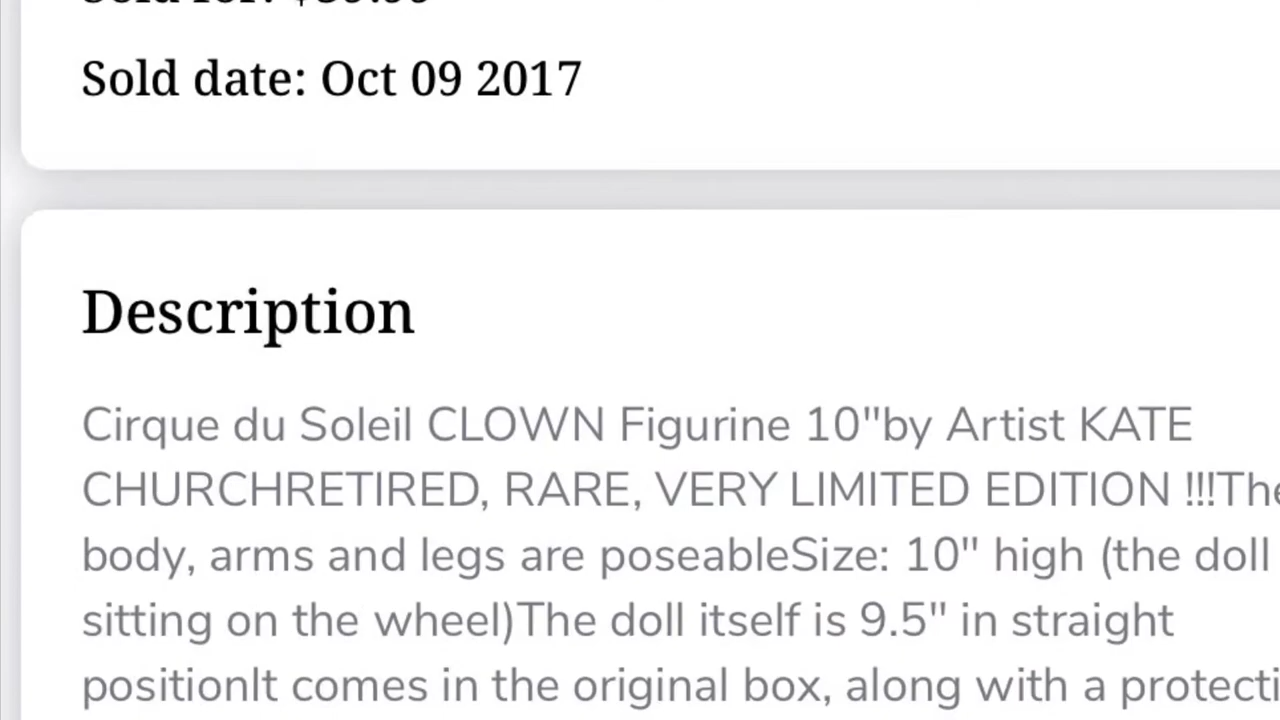 Sold date: Oct 09 2017
Description
Cirque du Soleil CLOWN Figurine 10"by Artist KATE
CHURCHRETIRED, RARE, VERY LIMITED EDITION !!!The
body, arms and legs are poseableSize: 10" high (the doll
sitting on the wheel)The doll itself is 9.5" in straight
positionIt comes in the original box, along with a